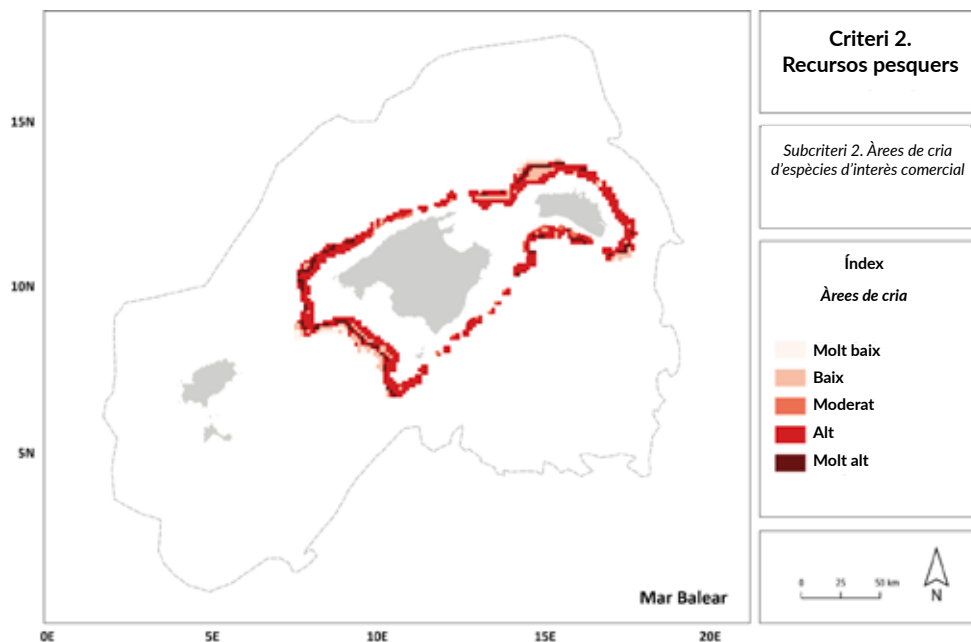 Criteri 2.
Recursos pesquers
Subcriteri 2. Àrees de cria
d'espècies d'interès comercial
Índex
Àrees de cria
Molt baix
Baix
Moderat
Alt
Molt alt
0 25 50 km
N
Mar Balear
15N
10N
5N
0E 5E 10E 15E 20E